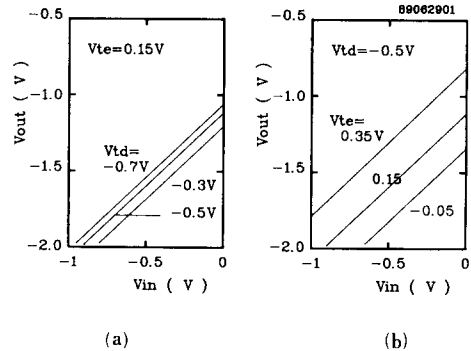 89062901
−0.5
Vte=0.15V
Vout ( V )
−1.0
Vtd=
−0.7V
−1.5
−0.3V
−0.5V
−2.0
−1
−0.5
0
Vin ( V )
(a)
−0.5
Vtd=−0.5V
Vout ( V )
−1.0
Vte=
0.35V
−1.5
0.15
−0.05
−2.0
−1
−0.5
0
Vin ( V )
(b)